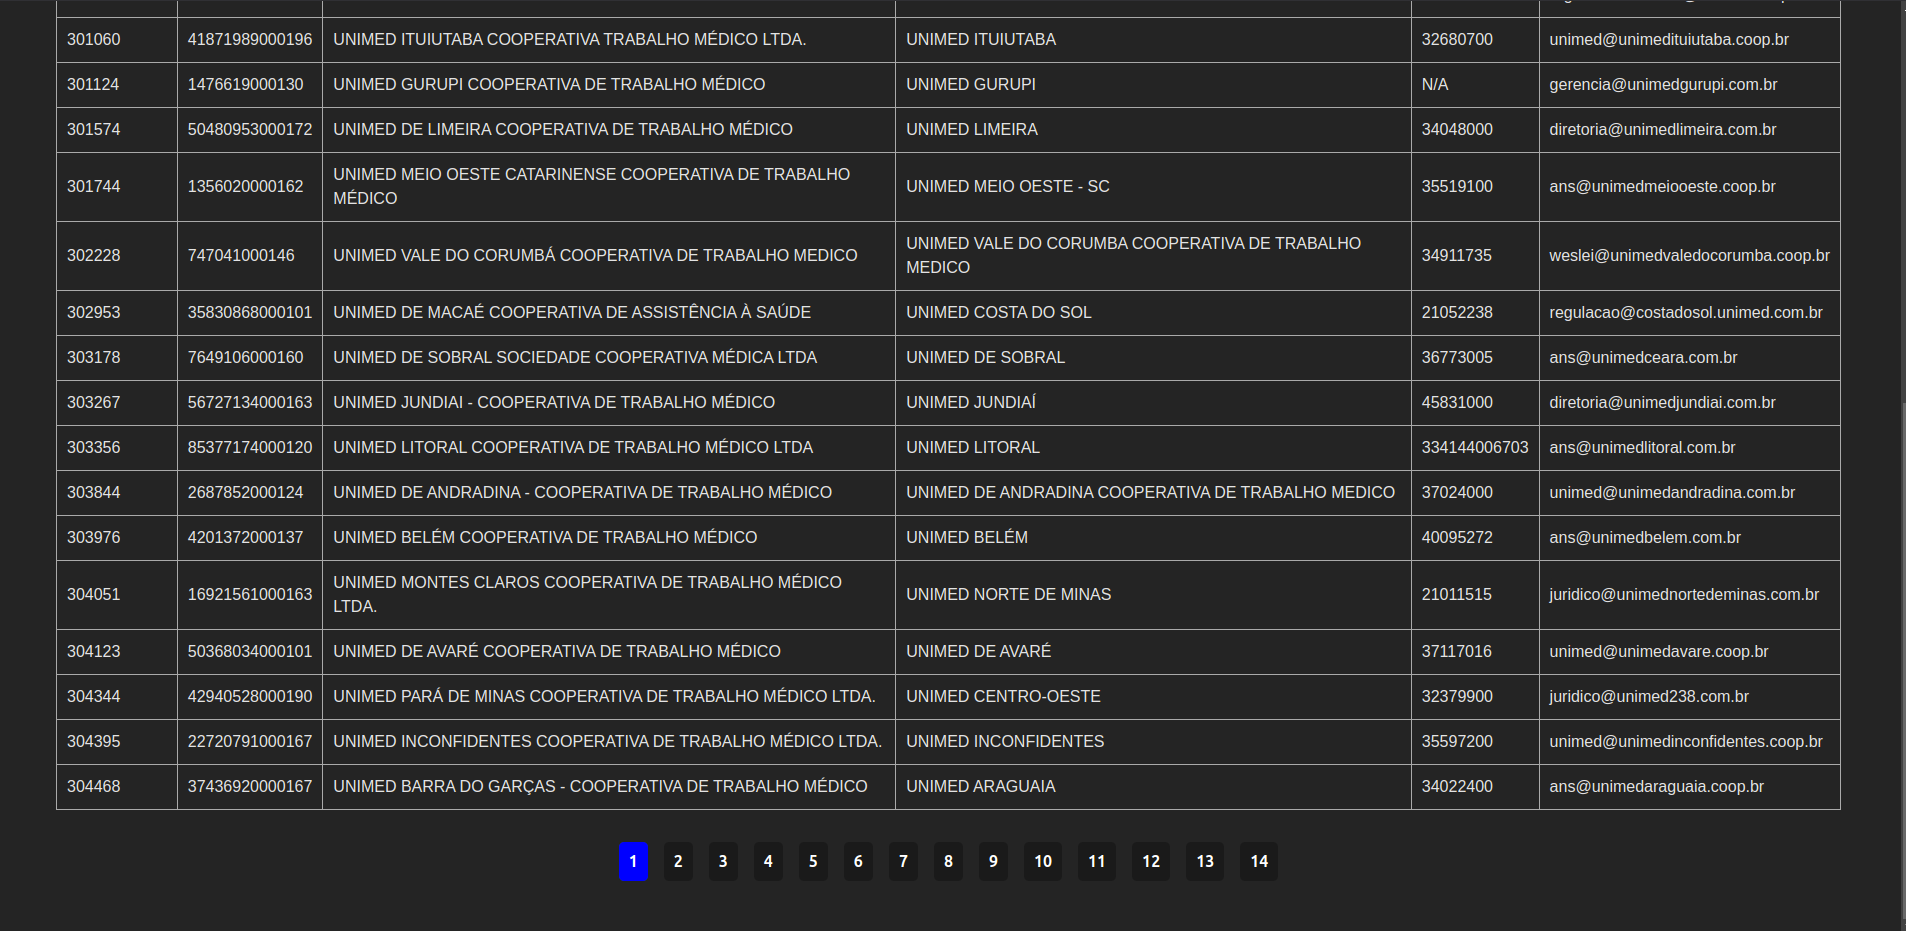 301060 41871989000196 UNIMED ITUIUTABA COOPERATIVA TRABALHO MÉDICO LTDA. UNIMED ITUIUTABA 32680700 unimed@unimedituiutaba.coop.br
301124 1476619000130 UNIMED GURUPI COOPERATIVA DE TRABALHO MÉDICO UNIMED GURUPI N/A gerencia@unimedgurupi.com.br
301574 50480953000172 UNIMED DE LIMEIRA COOPERATIVA DE TRABALHO MÉDICO UNIMED LIMEIRA 34048000 diretoria@unimedlimeira.com.br
301744 1356020000162 UNIMED MEIO OESTE CATARINENSE COOPERATIVA DE TRABALHO
MÉDICO UNIMED MEIO OESTE - SC 35519100 ans@unimedmeiooeste.coop.br
302228 747041000146 UNIMED VALE DO CORUMBÁ COOPERATIVA DE TRABALHO MEDICO UNIMED VALE DO CORUMBA COOPERATIVA DE TRABALHO
MEDICO 34911735 weslei@unimedvaledocorumba.coop.br
302953 35830868000101 UNIMED DE MACAÉ COOPERATIVA DE ASSISTÊNCIA À SAÚDE UNIMED COSTA DO SOL 21052238 regulacao@costadosol.unimed.com.br
303178 7649106000160 UNIMED DE SOBRAL SOCIEDADE COOPERATIVA MÉDICA LTDA UNIMED DE SOBRAL 36773005 ans@unimedceara.com.br
303267 56727134000163 UNIMED JUNDIAI - COOPERATIVA DE TRABALHO MÉDICO UNIMED JUNDIAÍ 45831000 diretoria@unimedjundiai.com.br
303356 85377174000120 UNIMED LITORAL COOPERATIVA DE TRABALHO MÉDICO LTDA UNIMED LITORAL 334144006703 ans@unimedlitoral.com.br
303844 2687852000124 UNIMED DE ANDRADINA - COOPERATIVA DE TRABALHO MÉDICO UNIMED DE ANDRADINA COOPERATIVA DE TRABALHO MEDICO 37024000 unimed@unimedandradina.com.br
303976 4201372000137 UNIMED BELÉM COOPERATIVA DE TRABALHO MÉDICO UNIMED BELÉM 40095272 ans@unimedbelem.com.br
304051 16921561000163 UNIMED MONTES CLAROS COOPERATIVA DE TRABALHO MÉDICO
LTDA. UNIMED NORTE DE MINAS 21011515 juridico@unimednortedeminas.com.br
304123 50368034000101 UNIMED DE AVARÉ COOPERATIVA DE TRABALHO MÉDICO UNIMED DE AVARÉ 37117016 unimed@unimedavare.coop.br
304344 42940528000190 UNIMED PARÁ DE MINAS COOPERATIVA DE TRABALHO MÉDICO LTDA. UNIMED CENTRO-OESTE 32379900 juridico@unimed238.com.br
304395 22720791000167 UNIMED INCONFIDENTES COOPERATIVA DE TRABALHO MÉDICO LTDA. UNIMED INCONFIDENTES 35597200 unimed@unimedinconfidentes.coop.br
304468 37436920000167 UNIMED BARRA DO GARÇAS - COOPERATIVA DE TRABALHO MÉDICO UNIMED ARAGUAIA 34022400 ans@unimedaraguaia.coop.br
1 2 3 4 5 6 7 8 9 10 11 12 13 14